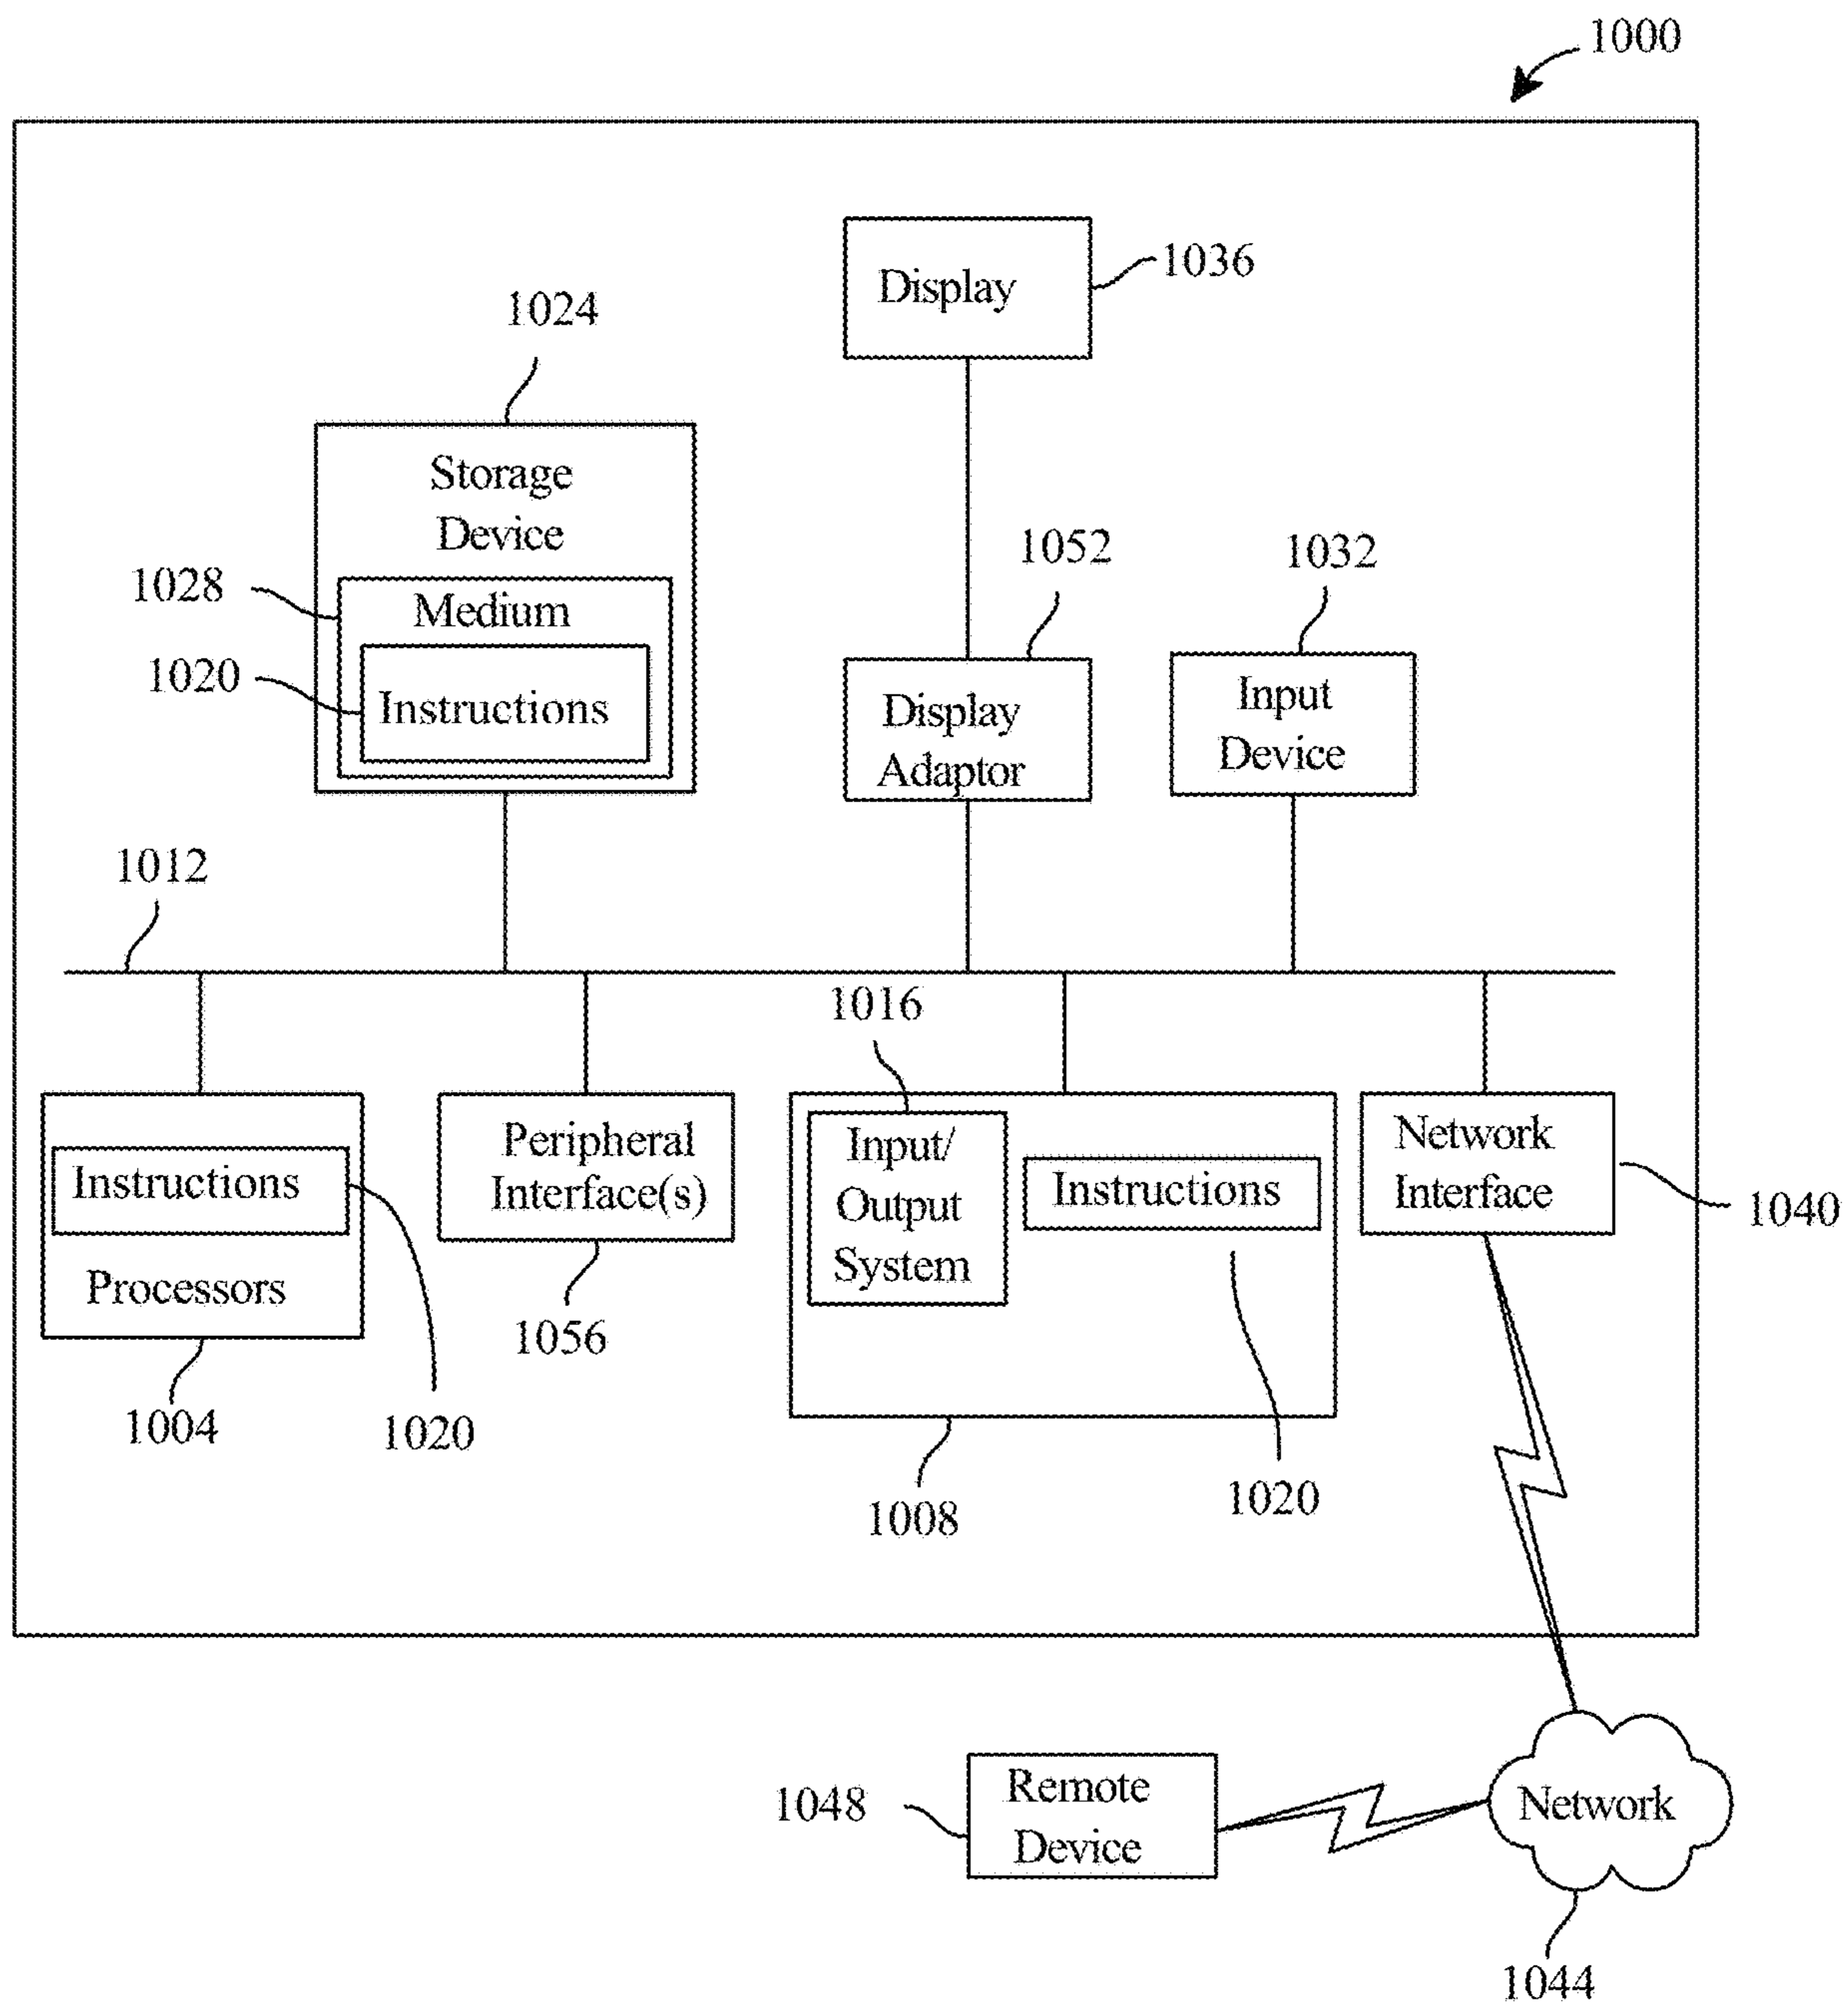 1000
Display
1036
1024
Storage
Device
1028
Medium
1020
Instructions
1052
Display
Adaptor
1032
Input
Device
1012
1016
Instructions
Processors
1004
1020
Peripheral
Interface(s)
1056
Input/
Output
System
Instructions
1008
1020
Network
Interface
1040
1048
Remote
Device
Network
1044